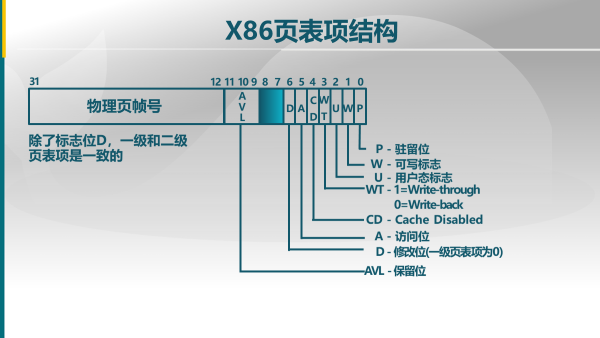 X86页表项结构
31 12 11 10 9 8 7 6 5 4 3 2 1 0
物理页帧号 AVL D A CD WT U W P
除了标志位D，一级和二级
页表项是一致的
P - 驻留位
W - 可写标志
U - 用户态标志
WT - 1=Write-through
0=Write-back
CD - Cache Disabled
A - 访问位
D - 修改位(一级页表项为0)
AVL - 保留位